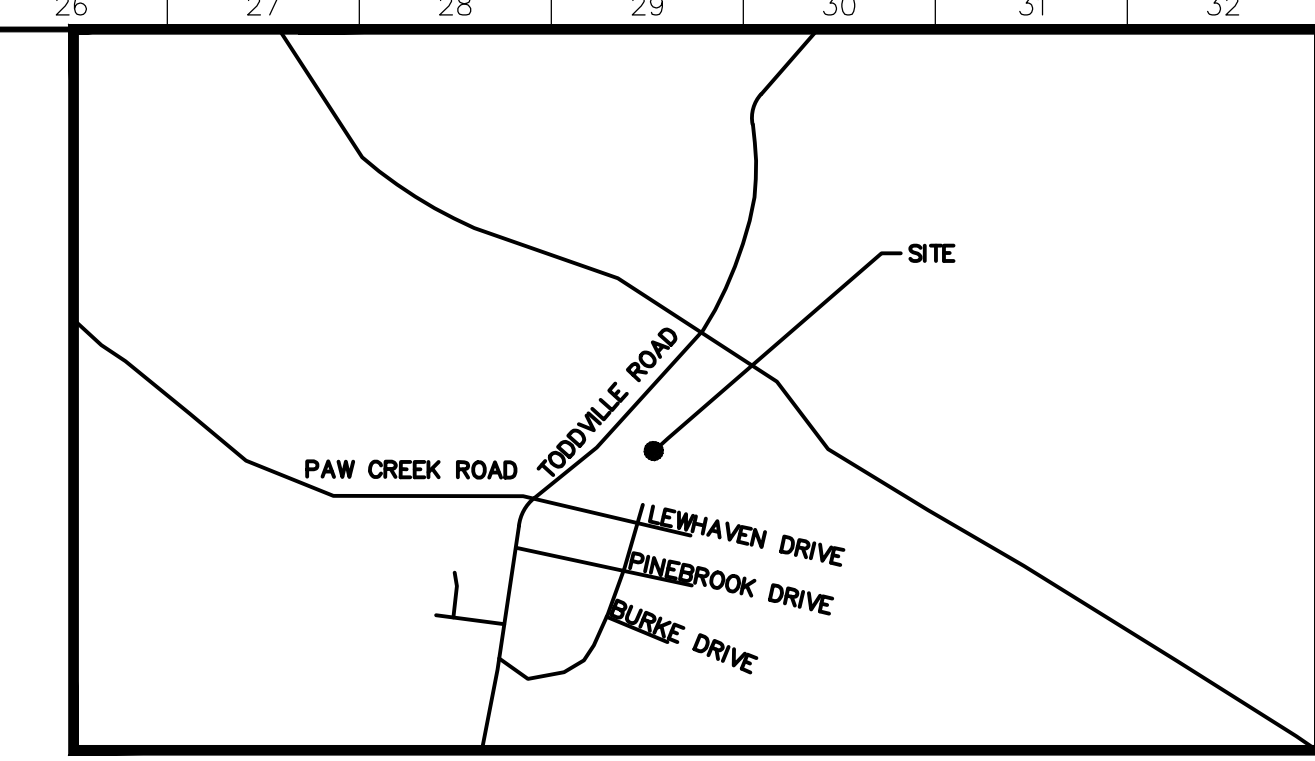 26 27 28 29 30 31 32
SITE
TODDVILLE ROAD
PAW CREEK ROAD
LEWHAVEN DRIVE
PINEBROOK DRIVE
BURKE DRIVE